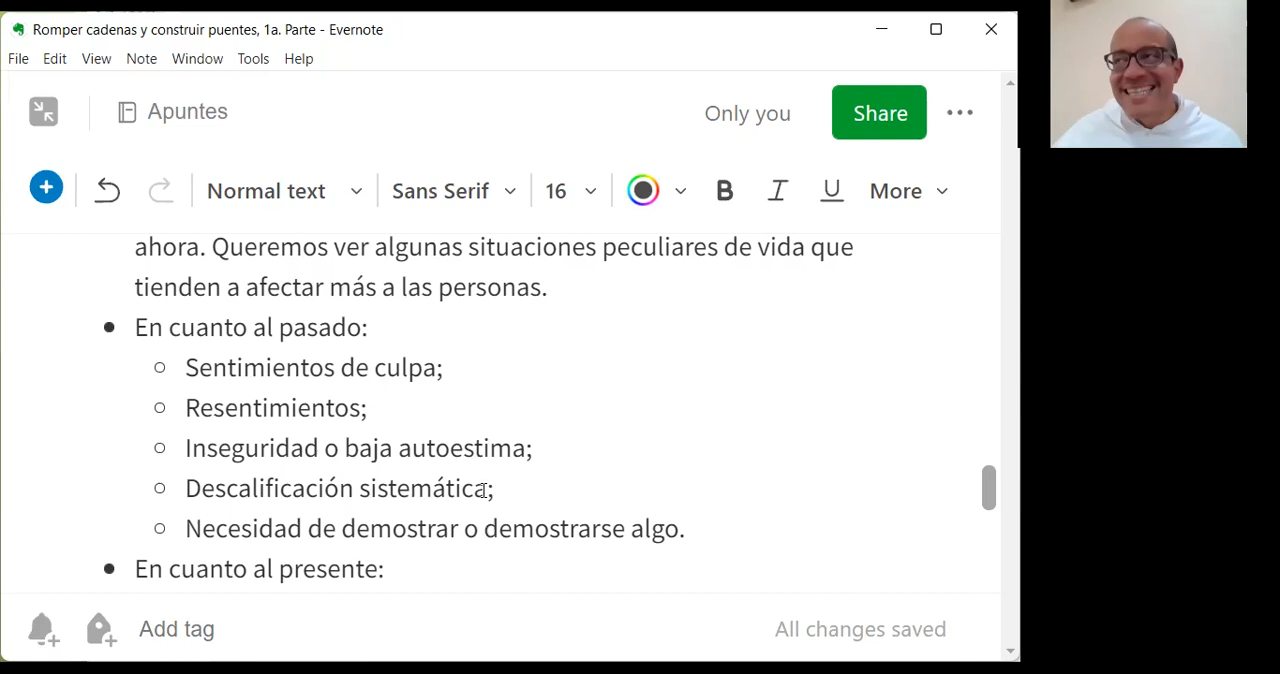 Romper cadenas y construir puentes, 1a. Parte - Evernote
File Edit View Note Window Tools Help
Apuntes
Only you
Share
Normal text
Sans Serif
16
B I U
More
ahora. Queremos ver algunas situaciones peculiares de vida que
tienden a afectar más a las personas.
En cuanto al pasado:
Sentimientos de culpa;
Resentimientos;
Inseguridad o baja autoestima;
Descalificación sistemática;
Necesidad de demostrar o demostrarse algo.
En cuanto al presente:
Add tag
All changes saved